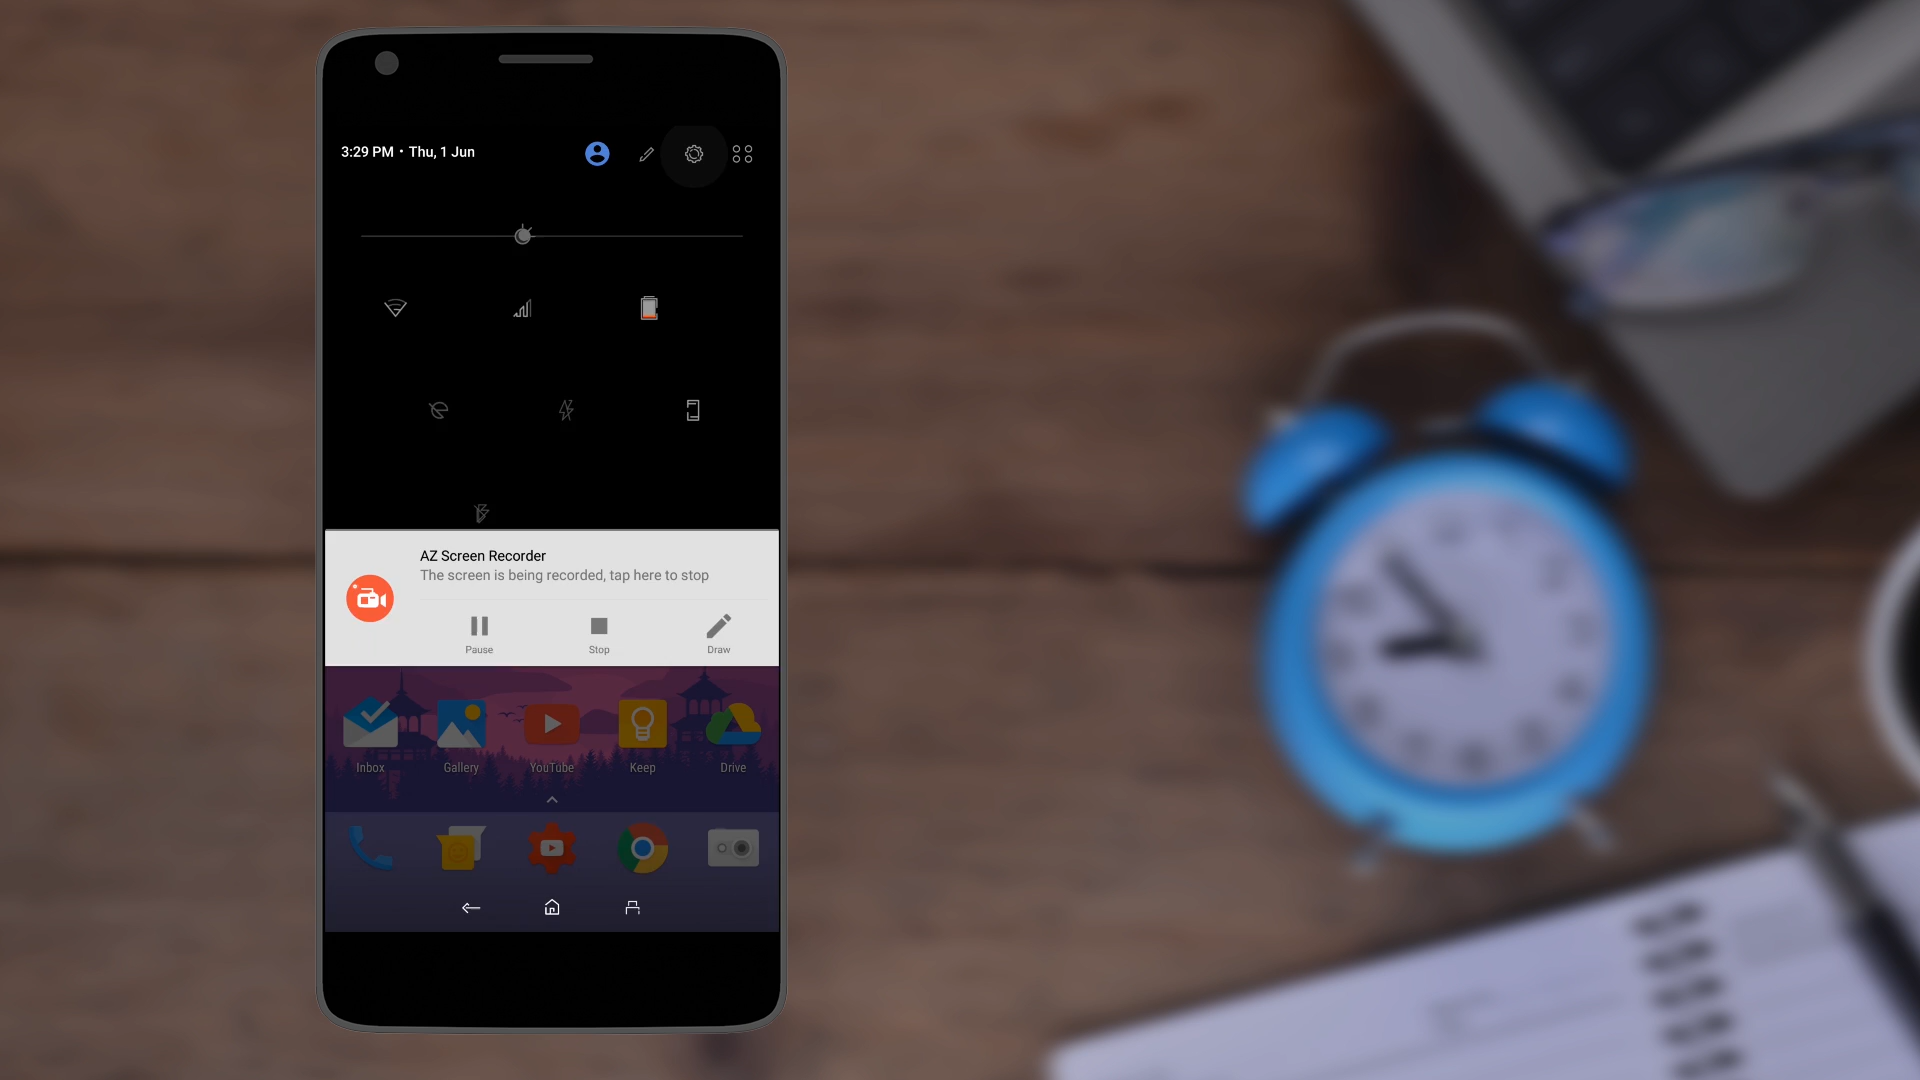 3:29 PM • Thu, 1 Jun
AZ Screen Recorder
The screen is being recorded, tap here to stop
Pause Stop Draw
Inbox Gallery YouTube Keep Drive